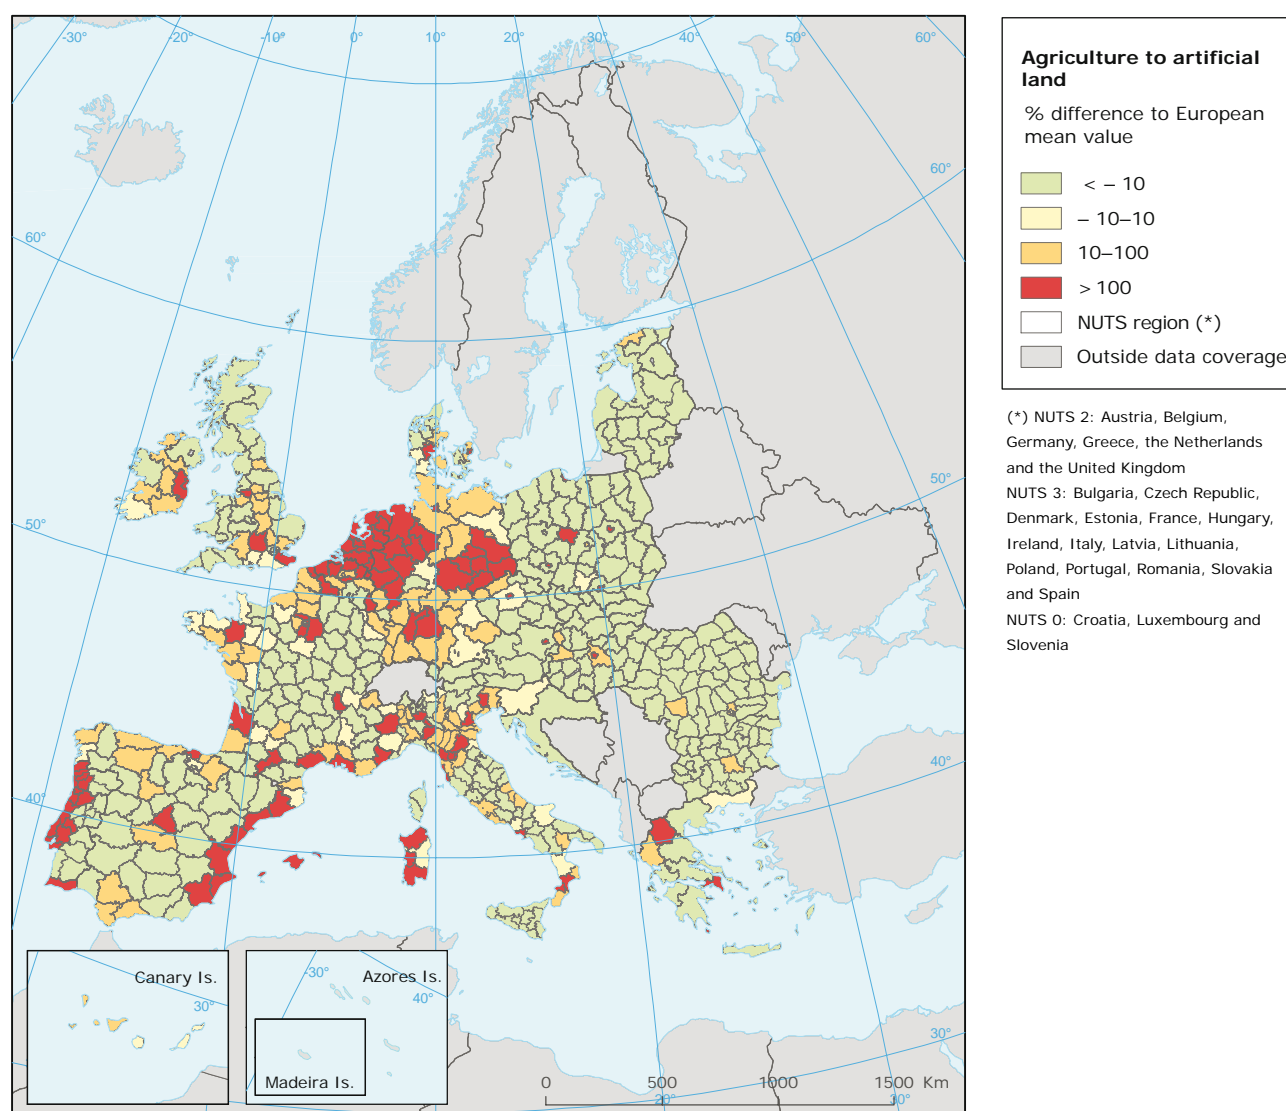 -30° -20° -10° 0° 10° 20° 30° 40° 50° 60°
60°
60°
50°
50°
40°
40°
30°
Canary Is.
30°
-30°
Azores Is.
40°
Madeira Is.
0 500 1000 1500 Km
20° 30°
Agriculture to artificial
land
% difference to European
mean value
< – 10
– 10–10
10–100
> 100
NUTS region (*)
Outside data coverage
(*) NUTS 2: Austria, Belgium,
Germany, Greece, the Netherlands
and the United Kingdom
NUTS 3: Bulgaria, Czech Republic,
Denmark, Estonia, France, Hungary,
Ireland, Italy, Latvia, Lithuania,
Poland, Portugal, Romania, Slovakia
and Spain
NUTS 0: Croatia, Luxembourg and
Slovenia